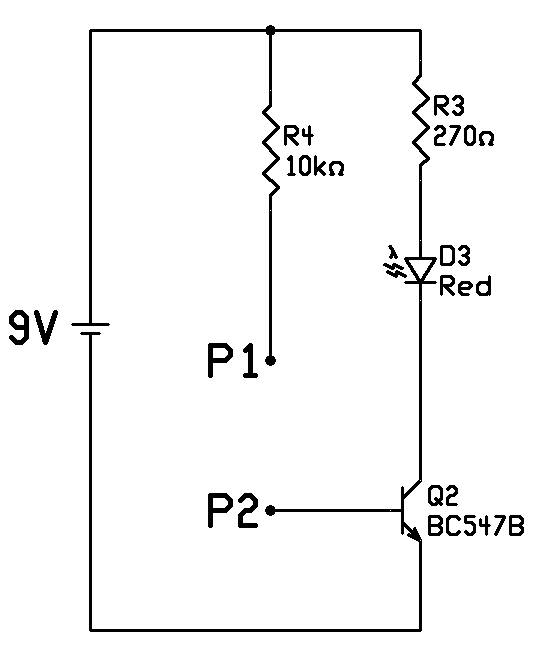 R3
270Ω
R4
10kΩ
D3
Red
9V
P1
P2
Q2
BC547B